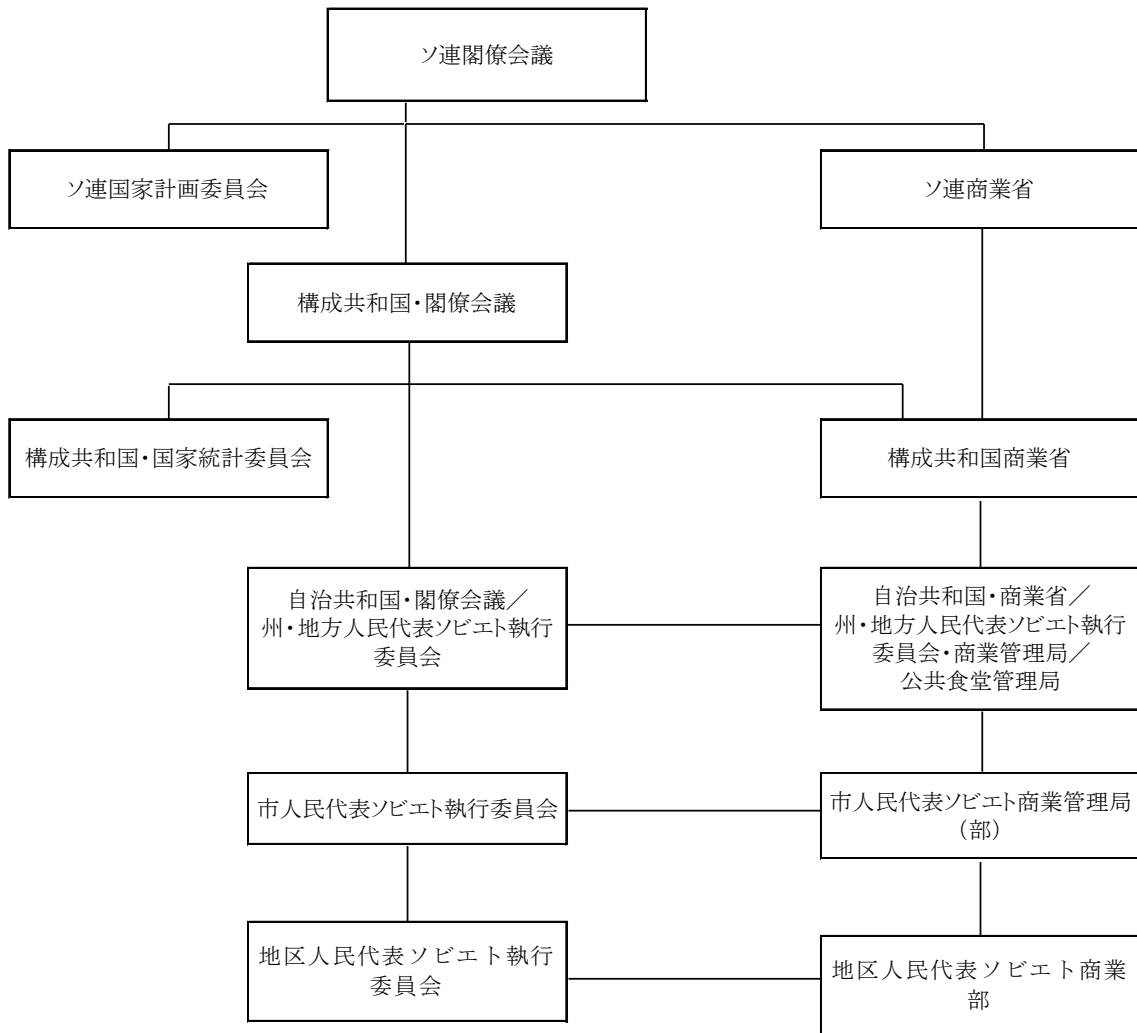 ソ連閣僚会議
ソ連国家計画委員会
ソ連商業省
構成共和国・閣僚会議
構成共和国・国家統計委員会
構成共和国商業省
自治共和国・閣僚会議／
州・地方人民代表ソビエト執行
委員会
自治共和国・商業省／
州・地方人民代表ソビエト執行
委員会・商業管理局／
公共食堂管理局
市人民代表ソビエト執行委員会
市人民代表ソビエト商業管理局
（部）
地区人民代表ソビエト執行
委員会
地区人民代表ソビエト商業
部